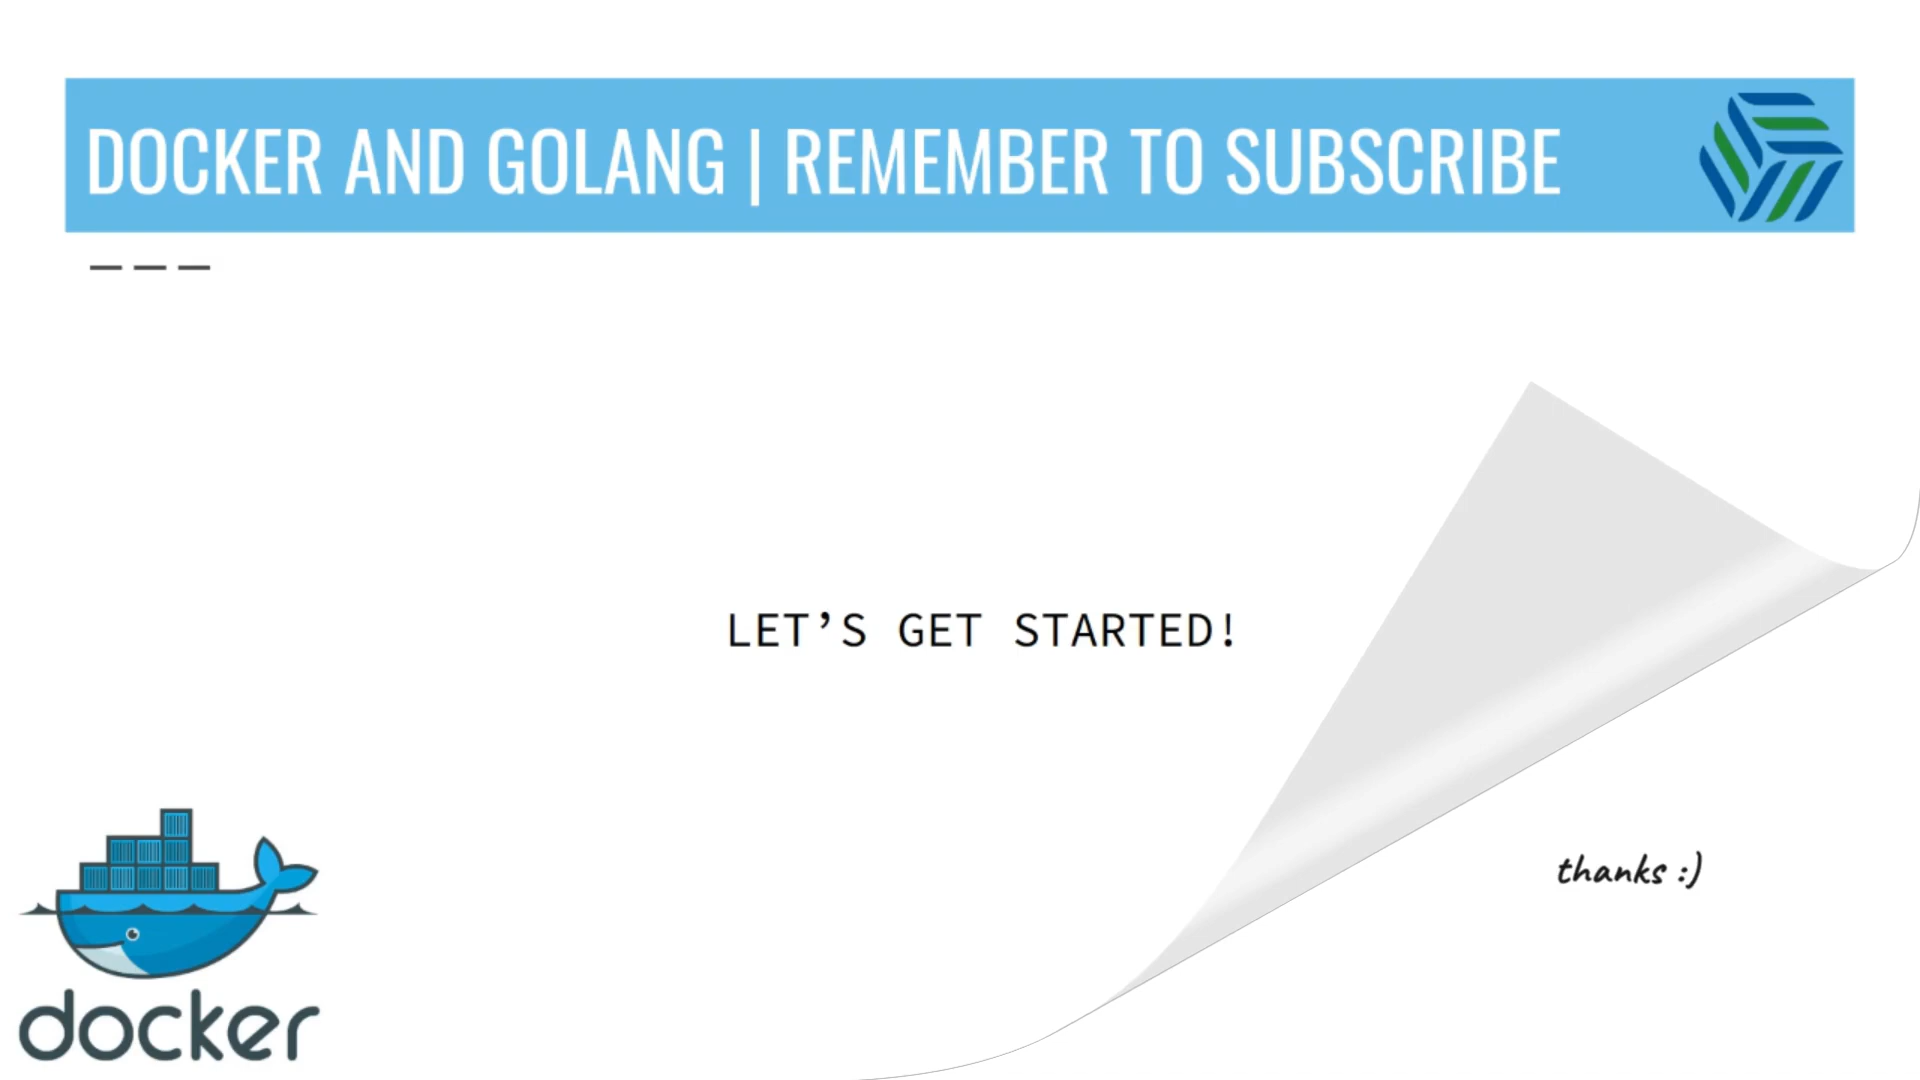 DOCKER AND GOLANG | REMEMBER TO SUBSCRIBE
LET’S GET STARTED!
thanks :)
docker